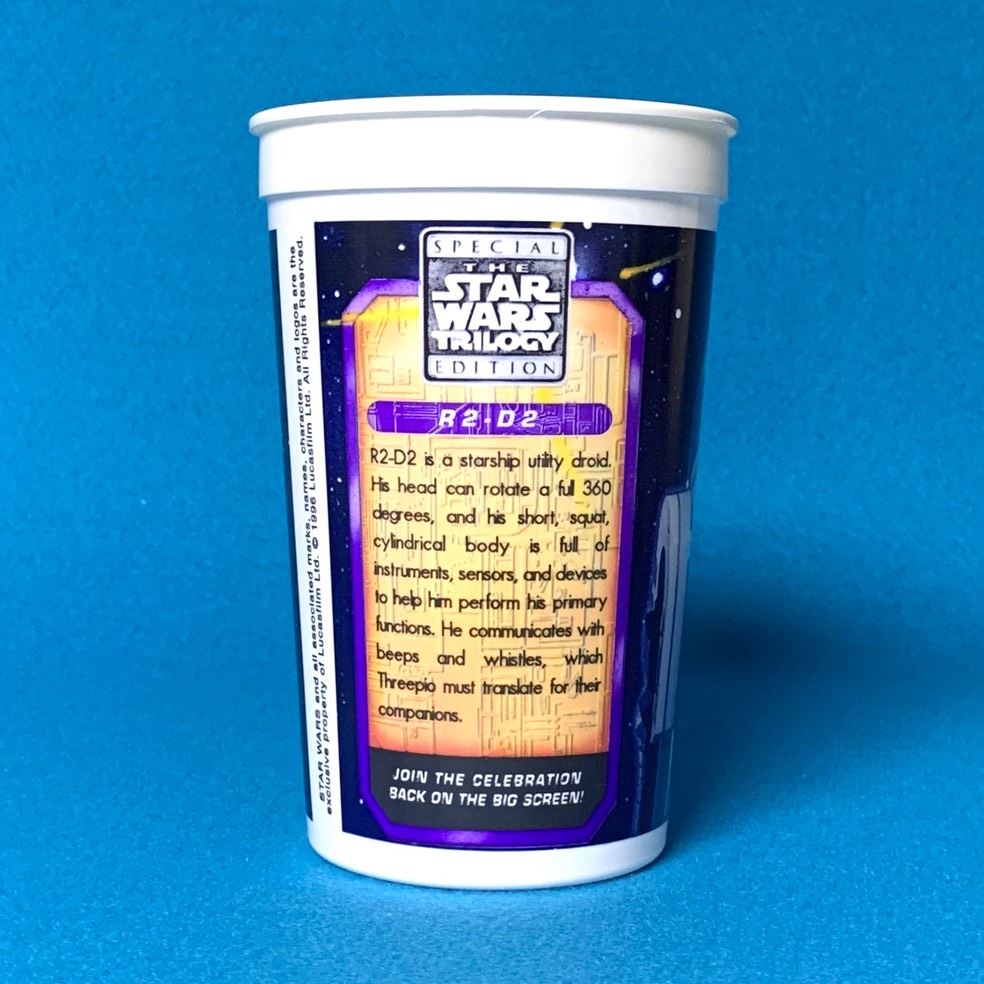 SPECIAL
THE
STAR
WARS
TRILOGY
EDITION
R2-D2
R2-D2 is a starship utility droid.
His head can rotate a full 360
degrees, and his short, squat,
cylindrical body is full of
instruments, sensors, and devices
to help him perform his primary
functions. He communicates with
beeps and whistles, which
Threepio must translate for their
companions.
JOIN THE CELEBRATION
BACK ON THE BIG SCREEN!
STAR WARS and all associated marks, names, characters and logos are the
exclusive property of Lucasfilm Ltd. © 1996 Lucasfilm Ltd. All Rights Reserved.